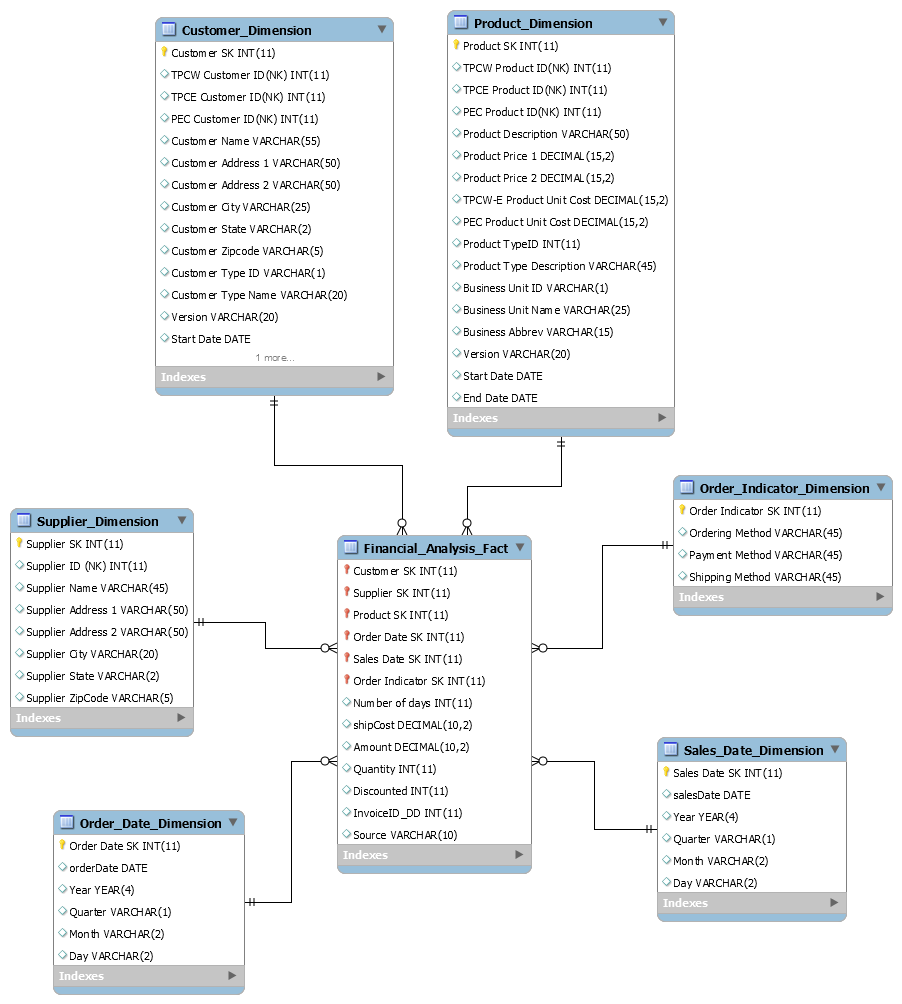 Customer_Dimension
Customer SK INT(11)
TPCW Customer ID(NK) INT(11)
TPCE Customer ID(NK) INT(11)
PEC Customer ID(NK) INT(11)
Customer Name VARCHAR(55)
Customer Address 1 VARCHAR(50)
Customer Address 2 VARCHAR(50)
Customer City VARCHAR(25)
Customer State VARCHAR(2)
Customer Zipcode VARCHAR(5)
Customer Type ID VARCHAR(1)
Customer Type Name VARCHAR(20)
Version VARCHAR(20)
Start Date DATE
1 more...
Indexes
Product_Dimension
Product SK INT(11)
TPCW Product ID(NK) INT(11)
TPCE Product ID(NK) INT(11)
PEC Product ID(NK) INT(11)
Product Description VARCHAR(50)
Product Price 1 DECIMAL(15,2)
Product Price 2 DECIMAL(15,2)
TPCW-E Product Unit Cost DECIMAL(15,2)
PEC Product Unit Cost DECIMAL(15,2)
Product TypeID INT(11)
Product Type Description VARCHAR(45)
Business Unit ID VARCHAR(1)
Business Unit Name VARCHAR(25)
Business Abbrev VARCHAR(15)
Version VARCHAR(20)
Start Date DATE
End Date DATE
Indexes
Supplier_Dimension
Supplier SK INT(11)
Supplier ID (NK) INT(11)
Supplier Name VARCHAR(45)
Supplier Address 1 VARCHAR(50)
Supplier Address 2 VARCHAR(50)
Supplier City VARCHAR(20)
Supplier State VARCHAR(2)
Supplier ZipCode VARCHAR(5)
Indexes
Financial_Analysis_Fact
Customer SK INT(11)
Supplier SK INT(11)
Product SK INT(11)
Order Date SK INT(11)
Sales Date SK INT(11)
Order Indicator SK INT(11)
Number of days INT(11)
shipCost DECIMAL(10,2)
Amount DECIMAL(10,2)
Quantity INT(11)
Discounted INT(11)
InvoiceID_DD INT(11)
Source VARCHAR(10)
Indexes
Order_Indicator_Dimension
Order Indicator SK INT(11)
Ordering Method VARCHAR(45)
Payment Method VARCHAR(45)
Shipping Method VARCHAR(45)
Indexes
Order_Date_Dimension
Order Date SK INT(11)
orderDate DATE
Year YEAR(4)
Quarter VARCHAR(1)
Month VARCHAR(2)
Day VARCHAR(2)
Indexes
Sales_Date_Dimension
Sales Date SK INT(11)
salesDate DATE
Year YEAR(4)
Quarter VARCHAR(1)
Month VARCHAR(2)
Day VARCHAR(2)
Indexes